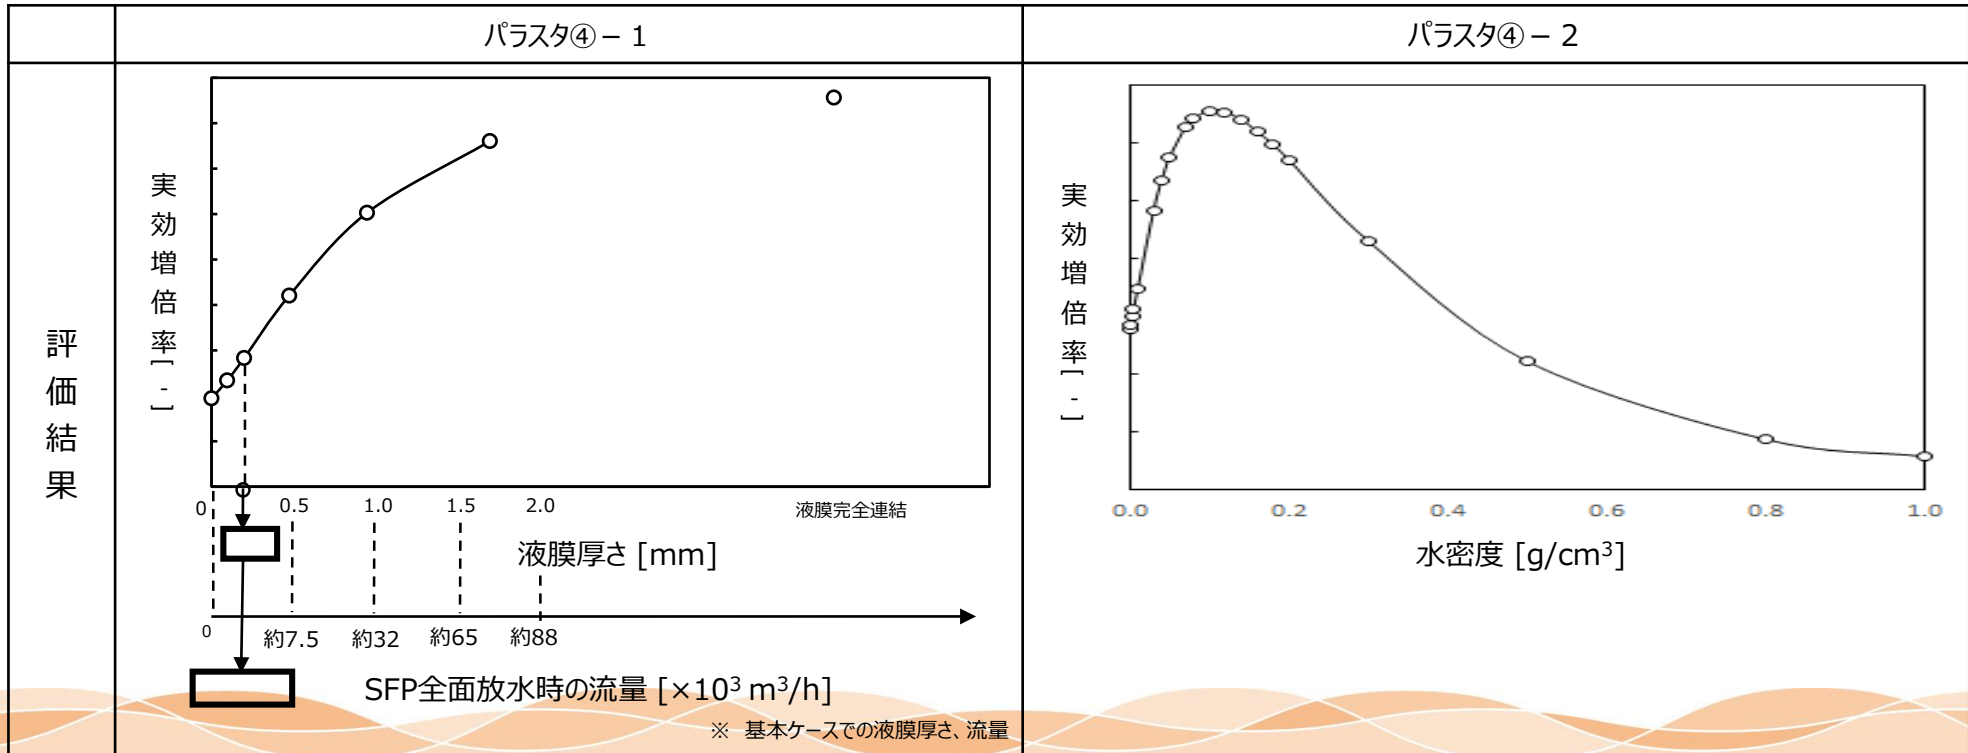 パラスタ④－1
パラスタ④－2
評価結果
実効増倍率[-]
0
0.5
1.0
1.5
2.0
液膜完全連結
液膜厚さ [mm]
0
約7.5
約32
約65
約88
SFP全面放水時の流量 [×10³ m³/h]
※ 基本ケースでの液膜厚さ、流量
実効増倍率[-]
0.0
0.2
0.4
0.6
0.8
1.0
水密度 [g/cm³]